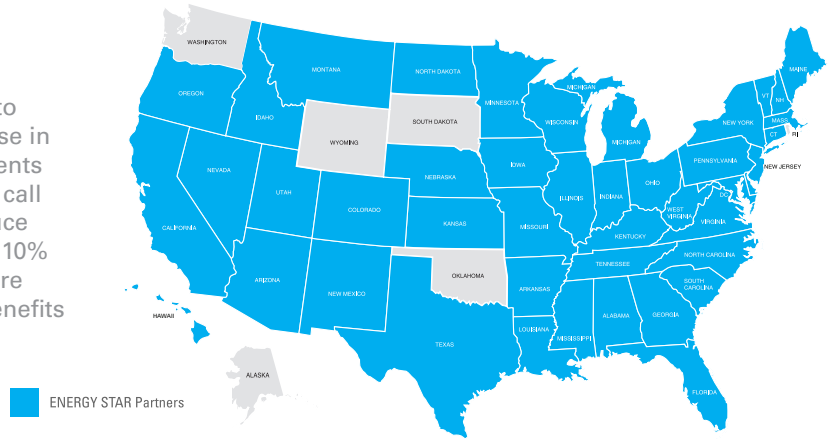 to
se in
ents
call
uce
10%
re
enefits
WASHINGTON
MONTANA
NORTH DAKOTA
MINNESOTA
MICHIGAN
MAINE
VT
NH
OREGON
IDAHO
SOUTH DAKOTA
WISCONSIN
MICHIGAN
NEW YORK
MASS
CT
RI
WYOMING
IOWA
PENNSYLVANIA
NEW JERSEY
NEVADA
UTAH
NEBRASKA
ILLINOIS
INDIANA
OHIO
DC
COLORADO
KANSAS
MISSOURI
WEST
VIRGINIA
VIRGINIA
CALIFORNIA
KENTUCKY
NORTH CAROLINA
TENNESSEE
ARIZONA
NEW MEXICO
OKLAHOMA
ARKANSAS
SOUTH
CAROLINA
HAWAII
TEXAS
LOUISIANA
MISSISSIPPI
ALABAMA
GEORGIA
ALASKA
FLORIDA
ENERGY STAR Partners